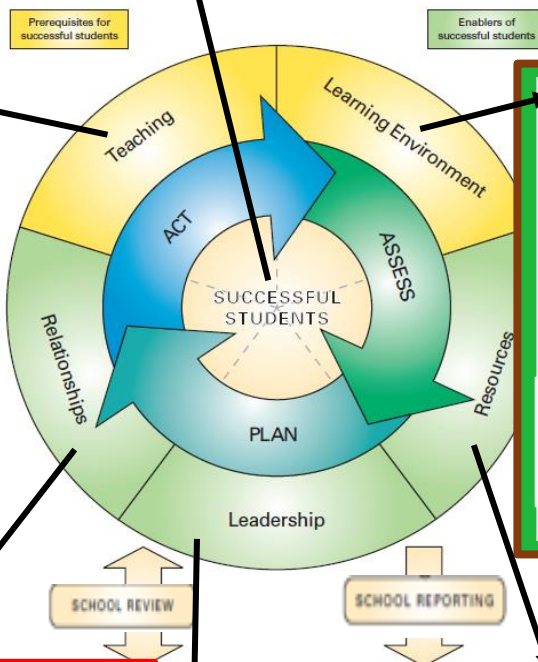 Prerequisites for
successful students
Enablers of
successful students
Teaching
Learning Environment
ACT
ASSESS
SUCCESSFUL
STUDENTS
Relationships
Resources
PLAN
Leadership
SCHOOL REVIEW
SCHOOL REPORTING